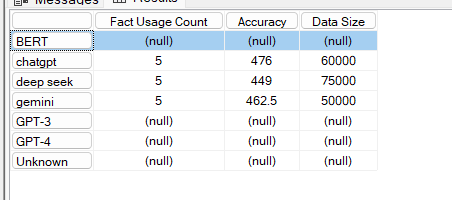 Messages Results
Fact Usage Count Accuracy Data Size
BERT (null) (null) (null)
chatgpt 5 476 60000
deep seek 5 449 75000
gemini 5 462.5 50000
GPT-3 (null) (null) (null)
GPT-4 (null) (null) (null)
Unknown (null) (null) (null)